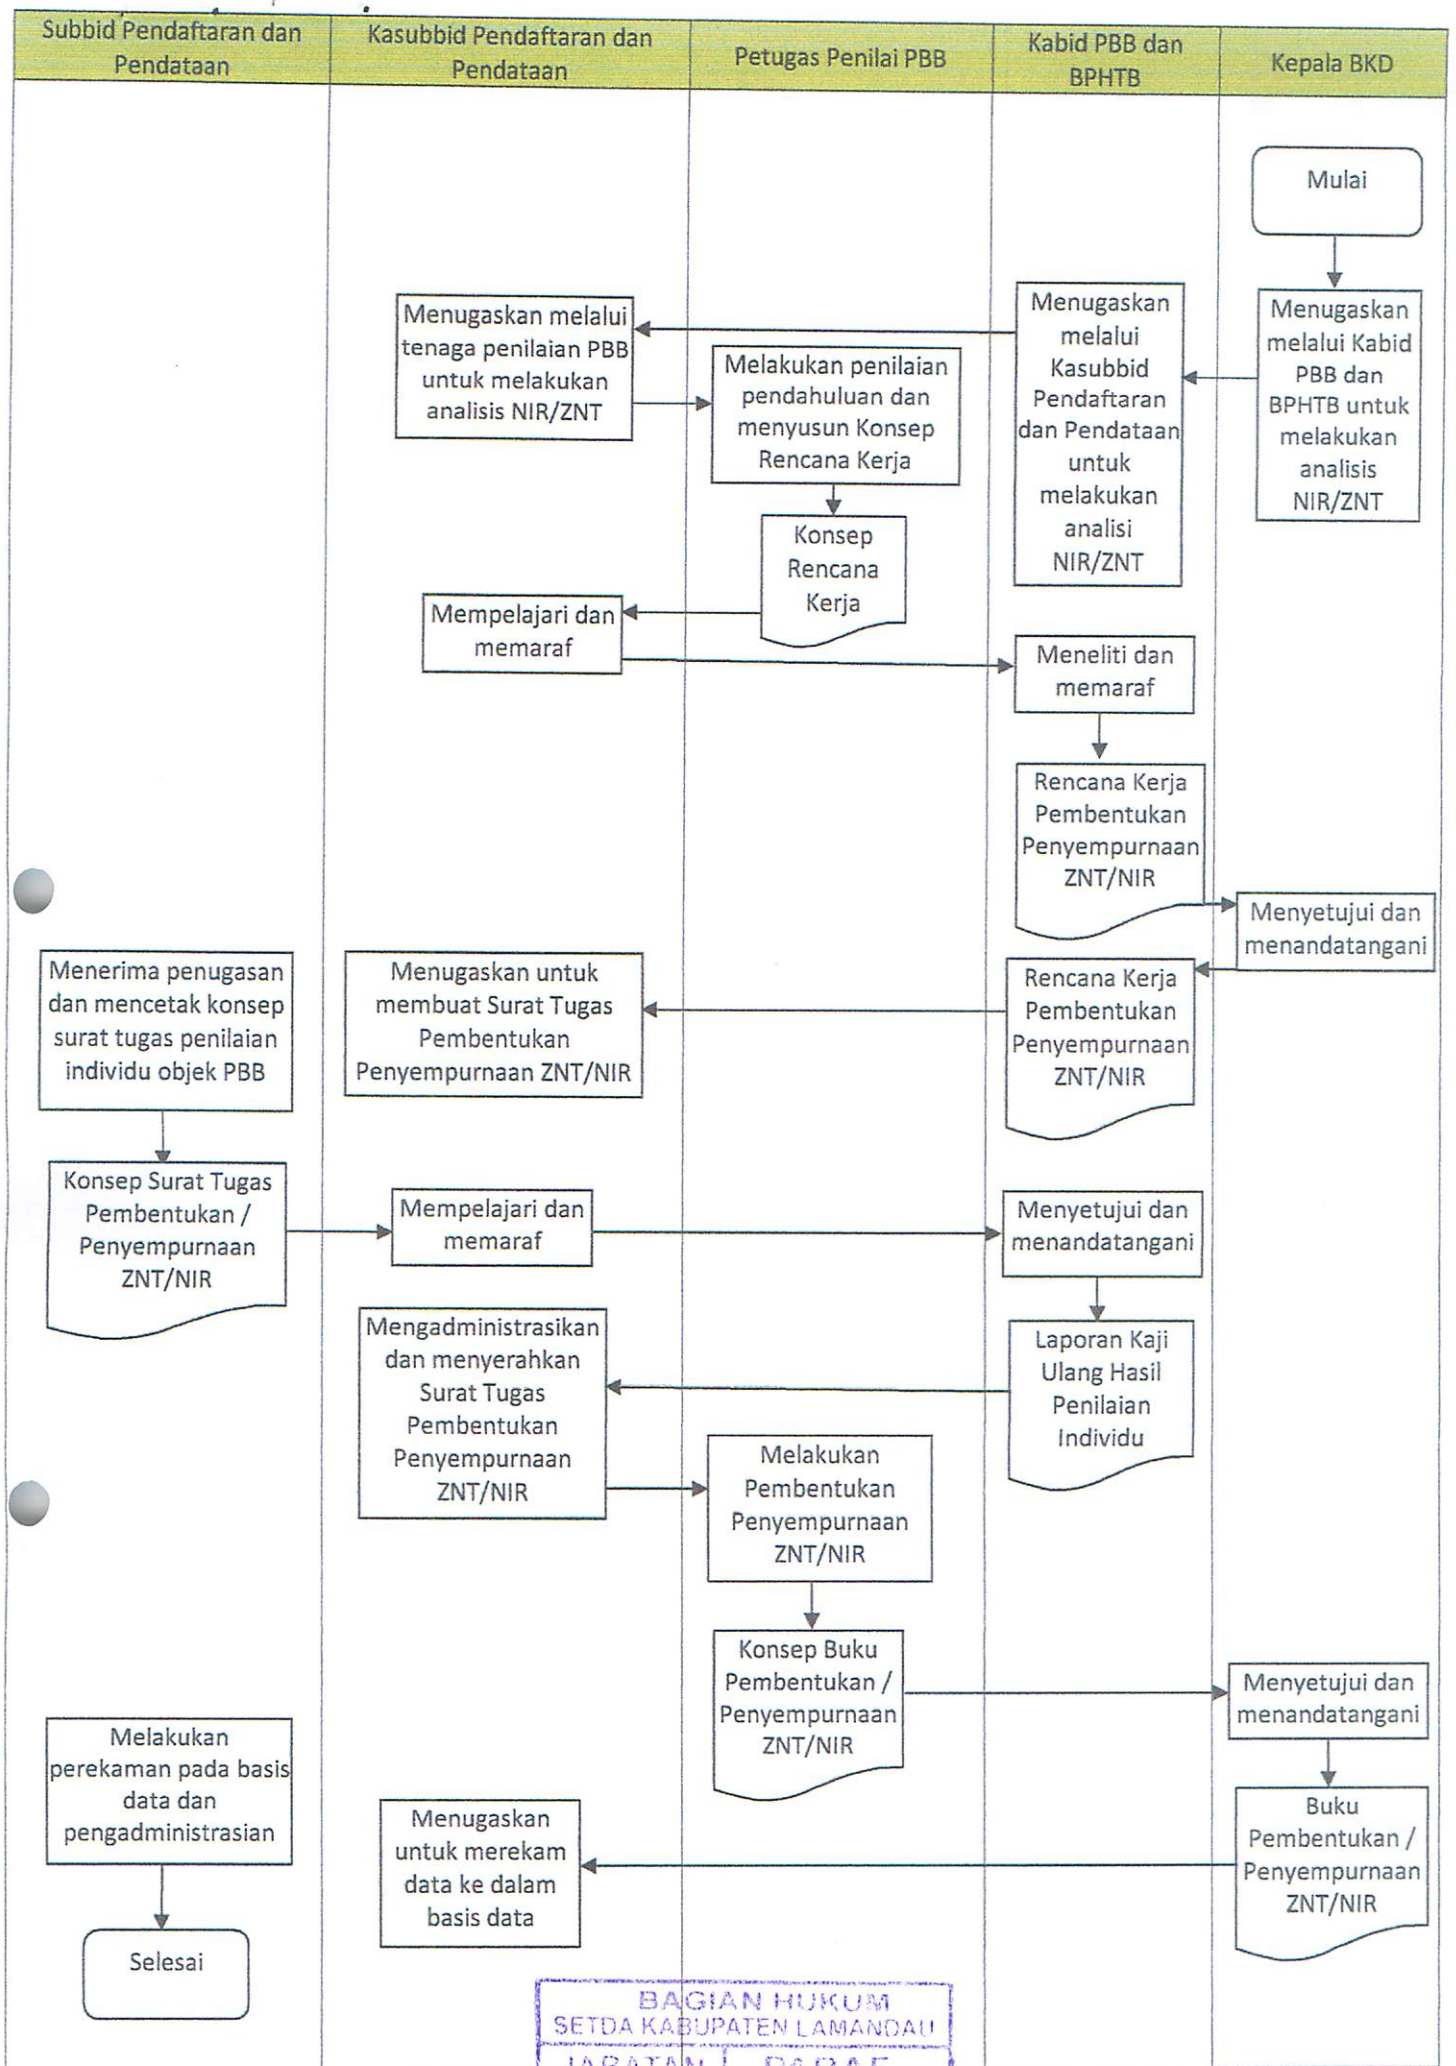 Subbid Pendaftaran dan
Pendataan
Kasubbid Pendaftaran dan
Pendataan
Petugas Penilai PBB
Kabid PBB dan
BPHTB
Kepala BKD
Mulai
Menugaskan
melalui Kabid
PBB dan
BPHTB untuk
melakukan
analisis
NIR/ZNT
Menugaskan
melalui
Kasubbid
Pendaftaran
dan Pendataan
untuk
melakukan
analisi
NIR/ZNT
Menugaskan melalui
tenaga penilaian PBB
untuk melakukan
analisis NIR/ZNT
Melakukan penilaian
pendahuluan dan
menyusun Konsep
Rencana Kerja
Konsep
Rencana
Kerja
Mempelajari dan
memaraf
Meneliti dan
memaraf
Rencana Kerja
Pembentukan
Penyempurnaan
ZNT/NIR
Menyetujui dan
menandatangani
Rencana Kerja
Pembentukan
Penyempurnaan
ZNT/NIR
Menugaskan untuk
membuat Surat Tugas
Pembentukan
Penyempurnaan ZNT/NIR
Menerima penugasan
dan mencetak konsep
surat tugas penilaian
individu objek PBB
Konsep Surat Tugas
Pembentukan /
Penyempurnaan
ZNT/NIR
Mempelajari dan
memaraf
Menyetujui dan
menandatangani
Laporan Kaji
Ulang Hasil
Penilaian
Individu
Mengadministrasikan
dan menyerahkan
Surat Tugas
Pembentukan
Penyempurnaan
ZNT/NIR
Melakukan
Pembentukan
Penyempurnaan
ZNT/NIR
Konsep Buku
Pembentukan /
Penyempurnaan
ZNT/NIR
Menyetujui dan
menandatangani
Buku
Pembentukan /
Penyempurnaan
ZNT/NIR
Menugaskan
untuk merekam
data ke dalam
basis data
Melakukan
perekaman pada basis
data dan
pengadministrasian
Selesai
BAGIAN HUKUM
SETDA KABUPATEN LAMANDAU
JABATAN PARAF